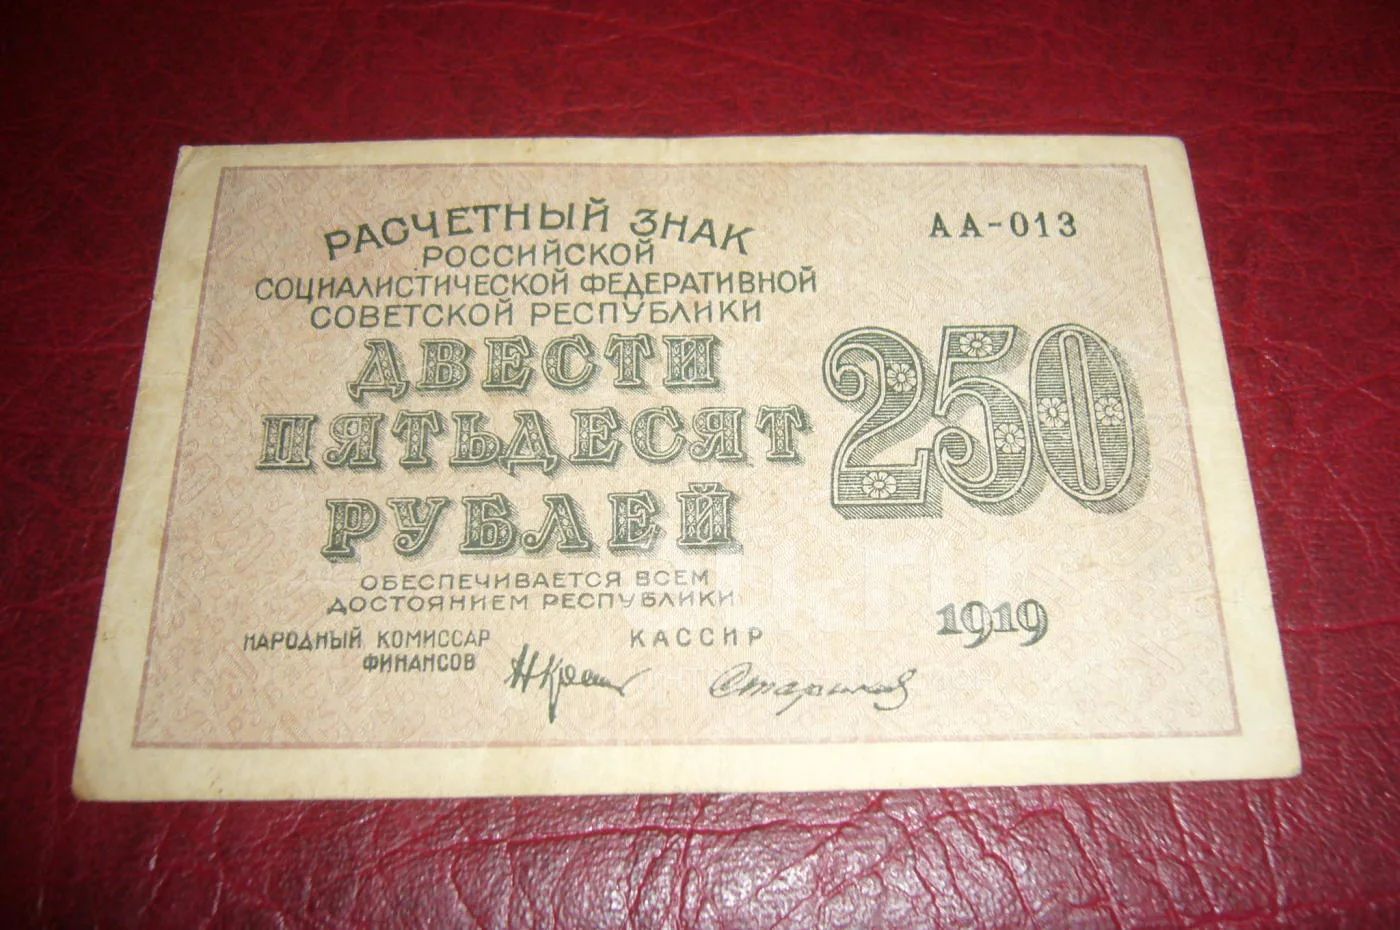 РАСЧЕТНЫЙ ЗНАК
РОССИЙСКОЙ
СОЦИАЛИСТИЧЕСКОЙ ФЕДЕРАТИВНОЙ
СОВЕТСКОЙ РЕСПУБЛИКИ
АА-013
ДВЕСТИ
ПЯТЬДЕСЯТ
РУБЛЕЙ
250
ОБЕСПЕЧИВАЕТСЯ ВСЕМ
ДОСТОЯНИЕМ РЕСПУБЛИКИ
НАРОДНЫЙ КОМИССАР
ФИНАНСОВ
КАССИР
1919